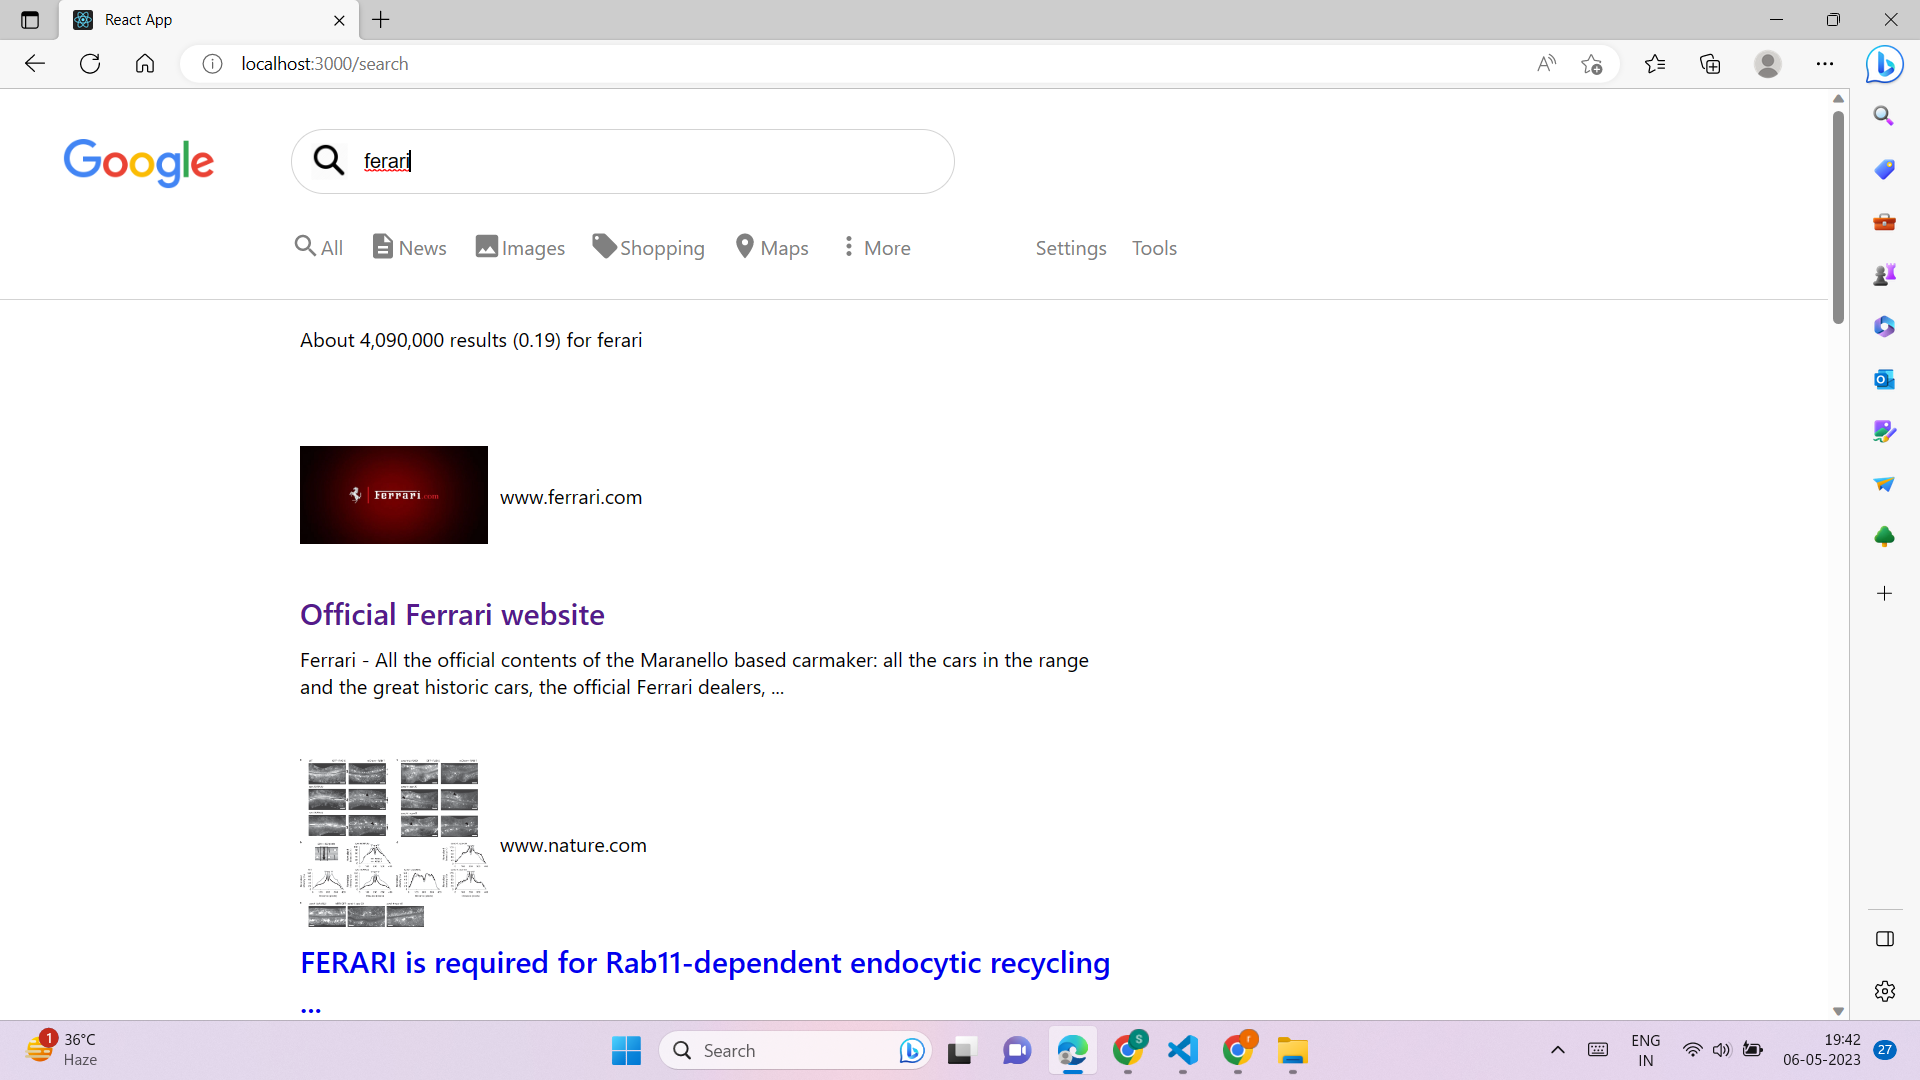 React App
localhost:3000/search
Google
ferari
All News Images Shopping Maps More Settings Tools
About 4,090,000 results (0.19) for ferari
Ferrari.com
www.ferrari.com
Official Ferrari website
Ferrari - All the official contents of the Maranello based carmaker: all the cars in the range
and the great historic cars, the official Ferrari dealers, ...
www.nature.com
FERARI is required for Rab11-dependent endocytic recycling
...
1
36°C
Haze
Search
S
r
ENG
IN
19:42
06-05-2023
27